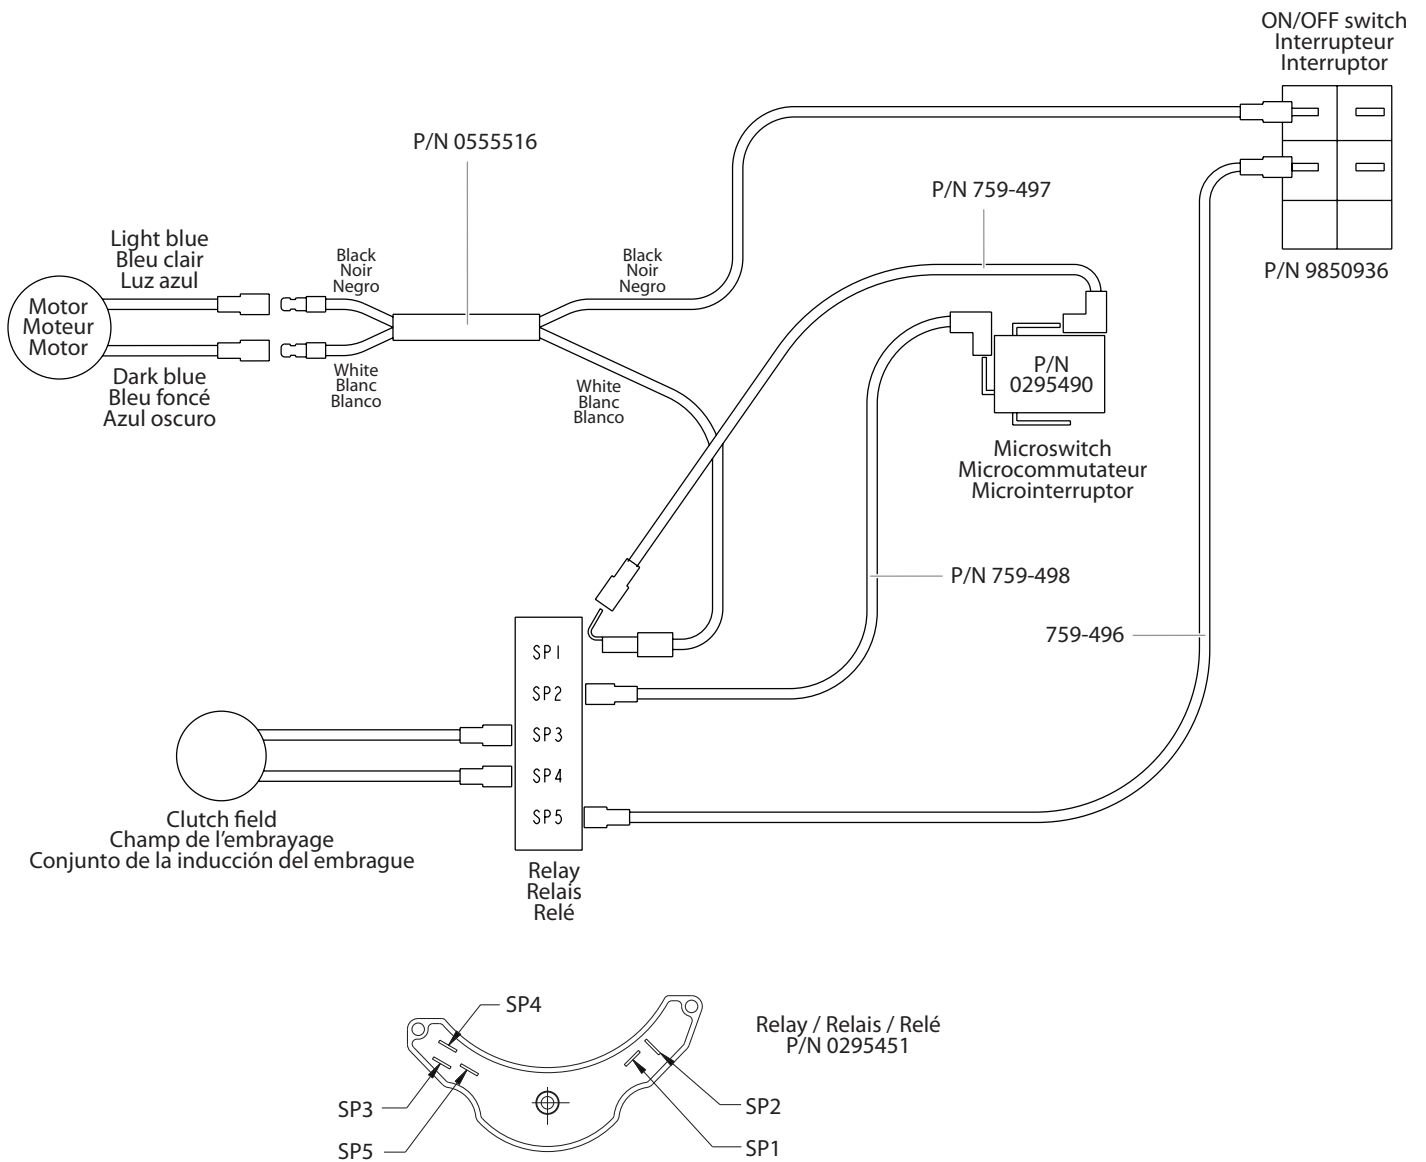 ON/OFF switch
Interrupteur
Interruptor
P/N 0555516
P/N 759-497
Light blue
Bleu clair
Luz azul
Black
Noir
Negro
Black
Noir
Negro
P/N 9850936
Motor
Moteur
Motor
P/N
0295490
Dark blue
Bleu foncé
Azul oscuro
White
Blanc
Blanco
White
Blanc
Blanco
Microswitch
Microcommutateur
Microinterruptor
P/N 759-498
759-496
SP1
SP2
SP3
SP4
SP5
Clutch field
Champ de l'embrayage
Conjunto de la inducción del embrague
Relay
Relais
Relé
SP4
Relay / Relais / Relé
P/N 0295451
SP3
SP2
SP5
SP1